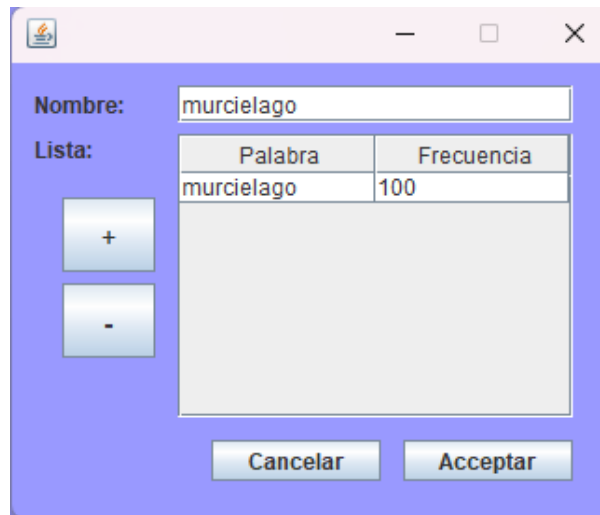 Nombre: murcielago
Lista: Palabra Frecuencia
murcielago 100
+
-
Cancelar Acceptar